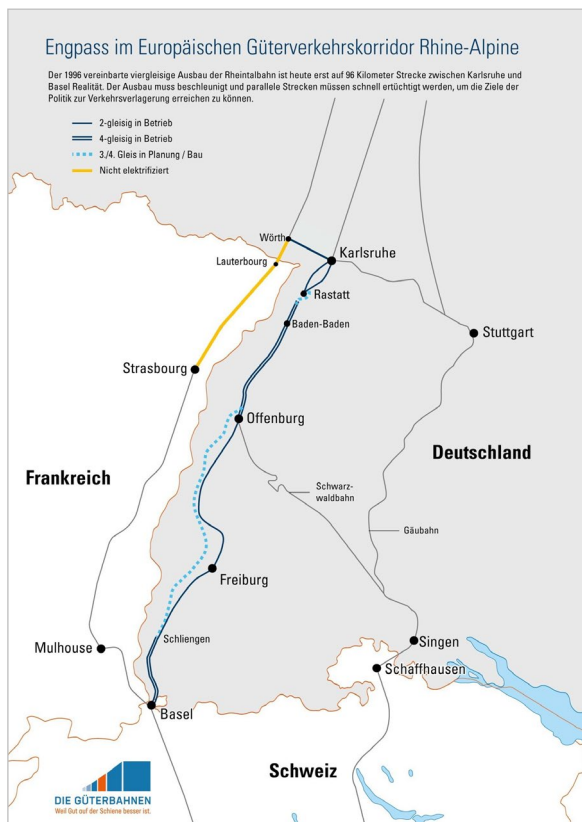 Engpass im Europäischen Güterverkehrskorridor Rhine-Alpine
Der 1996 vereinbarte viergleisige Ausbau der Rheintalbahn ist heute erst auf 96 Kilometer Strecke zwischen Karlsruhe und
Basel Realität. Der Ausbau muss beschleunigt und parallele Strecken müssen schnell ertüchtigt werden, um die Ziele der
Politik zur Verkehrsverlagerung erreichen zu können.
2-gleisig in Betrieb
4-gleisig in Betrieb
3./4. Gleis in Planung / Bau
Nicht elektrifiziert
Wörth
Karlsruhe
Lauterbourg
Rastatt
Baden-Baden
Stuttgart
Strasbourg
Offenburg
Deutschland
Frankreich
Schwarz-
waldbahn
Gäubahn
Freiburg
Schliengen
Singen
Mulhouse
Schaffhausen
Basel
Schweiz
DIE GÜTERBAHNEN
Weil Gut auf der Schiene besser ist.